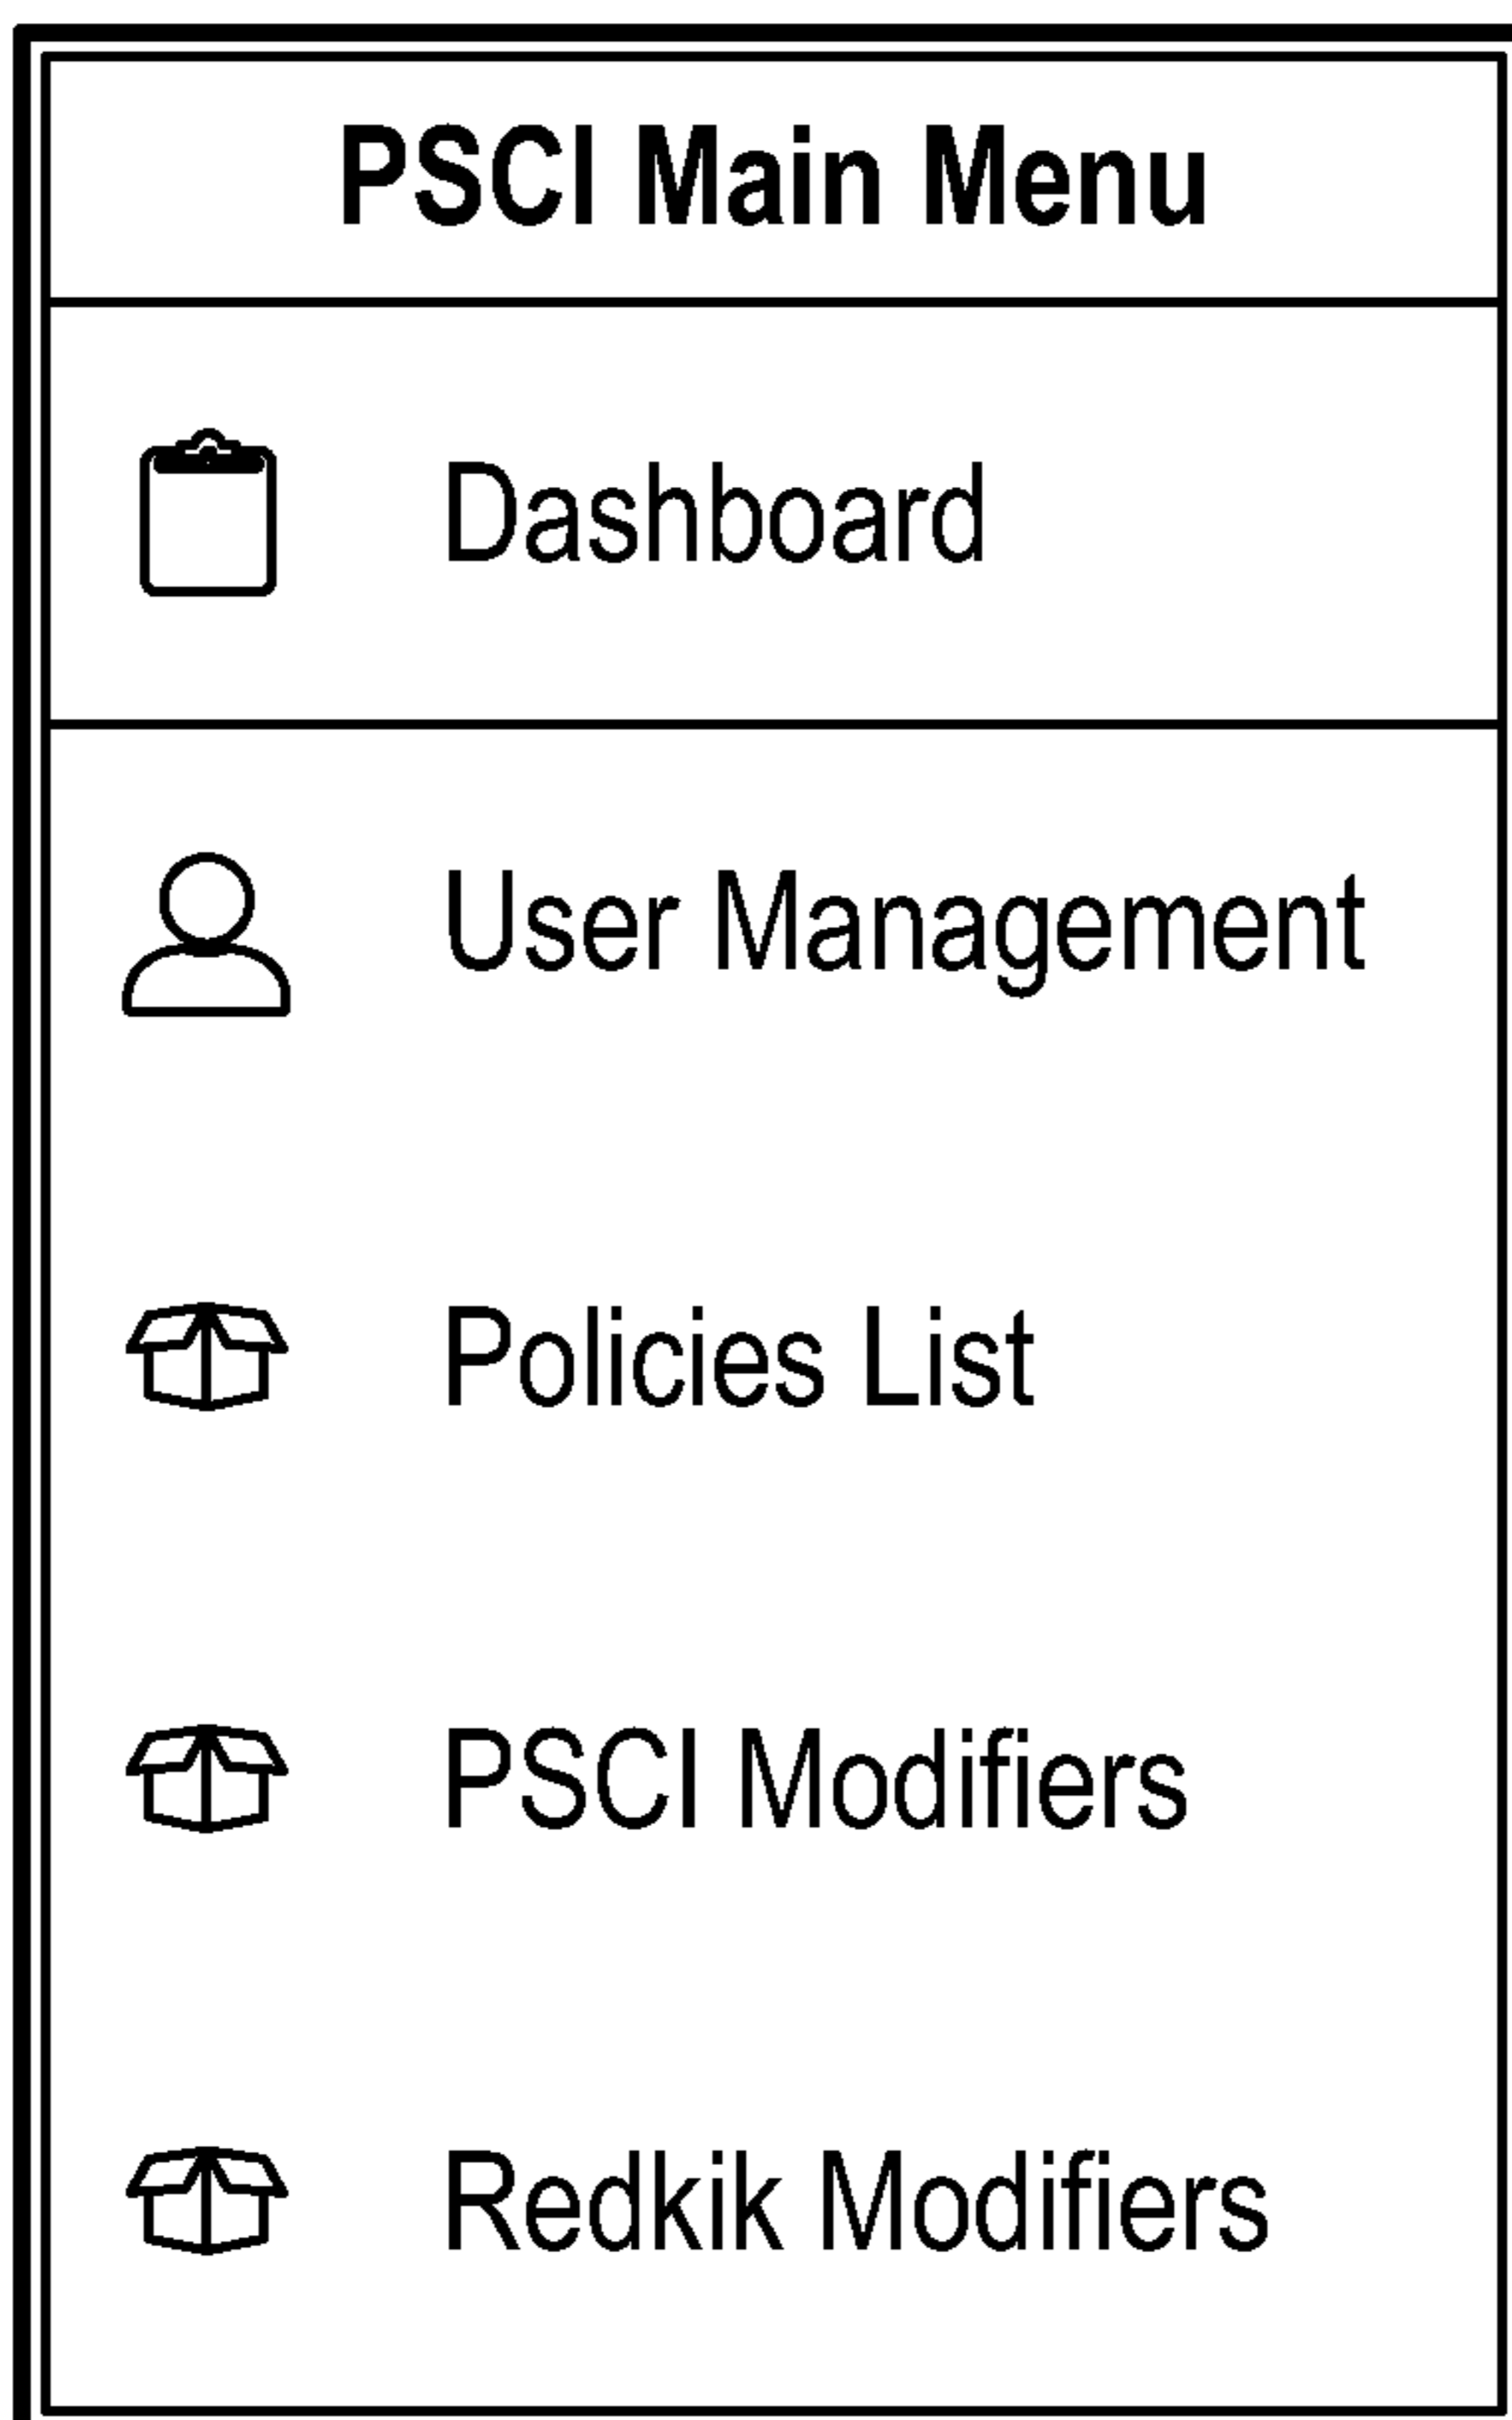 PSCI Main Menu
Dashboard
User Management
Policies List
PSCI Modifiers
Redkik Modifiers